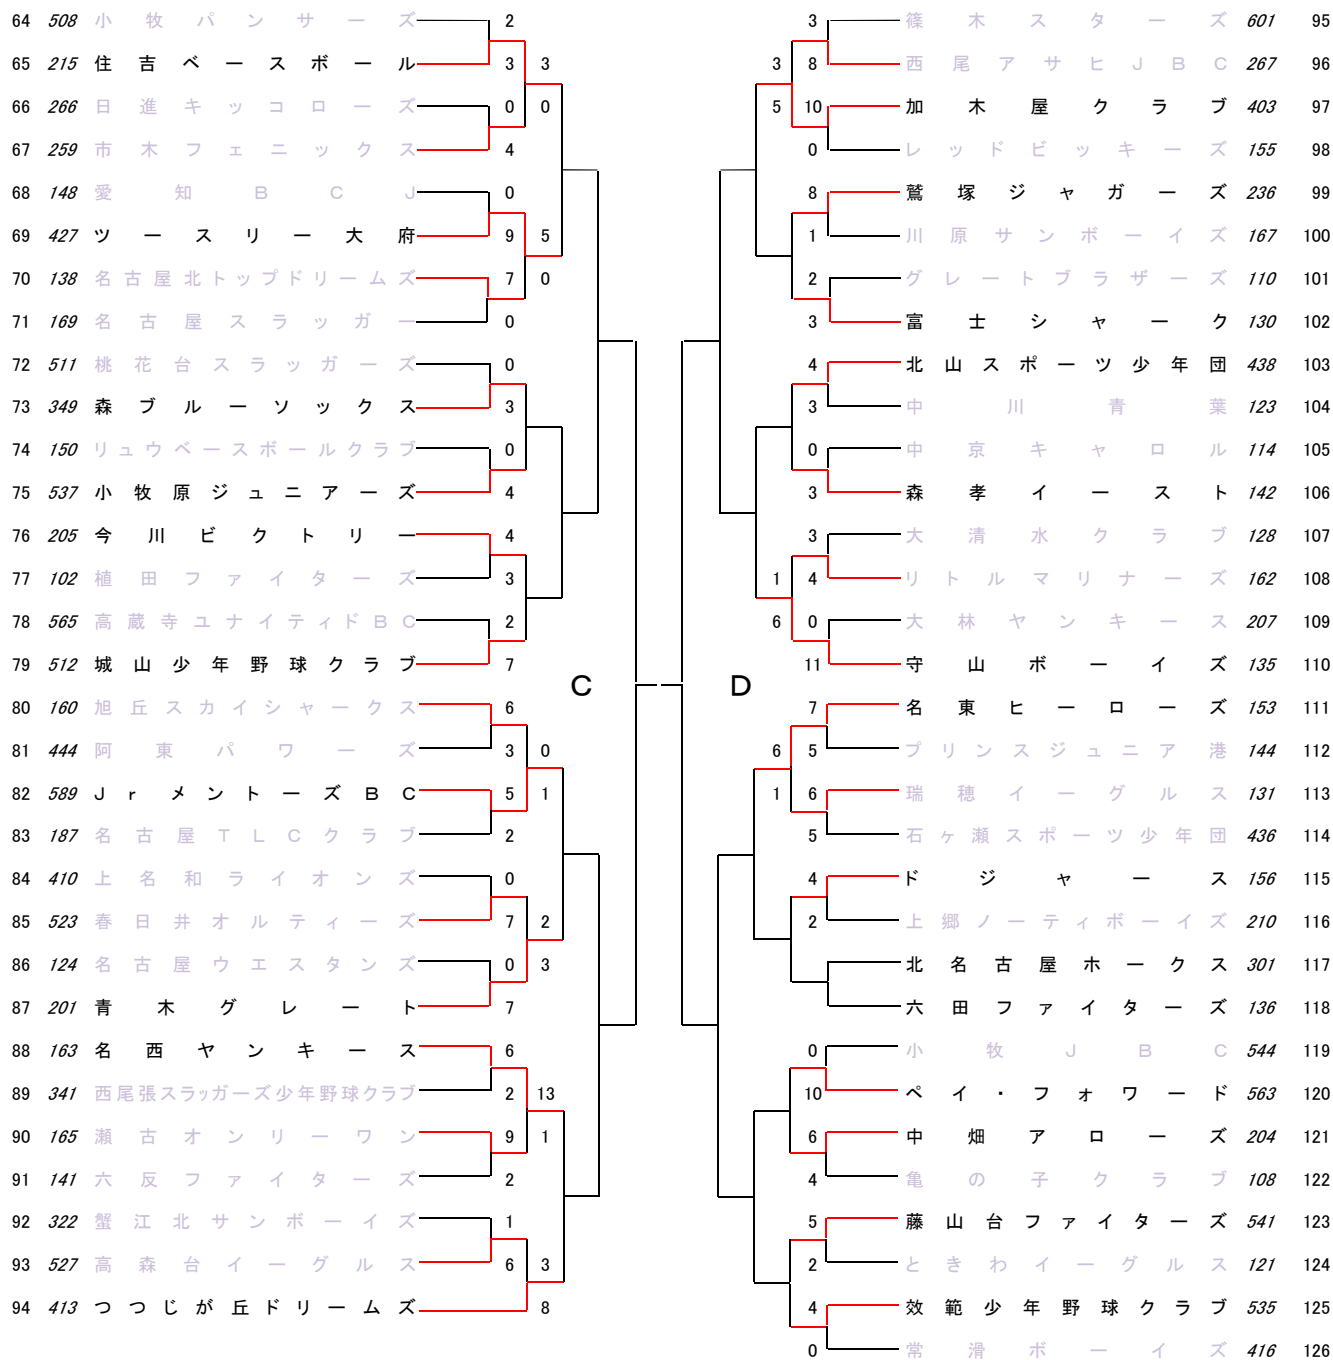 64 508 小牧パンサーズ 2
65 215 住吉ベースボール 3 3
66 266 日進キッコローズ 0 0
67 259 市木フェニックス 4
68 148 愛知BCJ 0
69 427 ツースリー大府 9 5
70 138 名古屋北トップドリームズ 7 0
71 169 名古屋スラッガー 0
72 511 桃花台スラッガーズ 0
73 349 森ブルーソックス 3
74 150 リュウベースボールクラブ 0
75 537 小牧原ジュニアーズ 4
76 205 今川ビクトリー 4
77 102 植田ファイターズ 3
78 565 高蔵寺ユナイティドBC 2
79 512 城山少年野球クラブ 7
C
80 160 旭丘スカイシャークス 6
81 444 阿東パワーズ 3 0
82 589 JrメントーズBC 5 1
83 187 名古屋TLCクラブ 2
84 410 上名和ライオンズ 0
85 523 春日井オルティーズ 7 2
86 124 名古屋ウエスタンズ 0 3
87 201 青木グレート 7
88 163 名西ヤンキース 6
89 341 西尾張スラッガーズ少年野球クラブ 2 13
90 165 瀬古オンリーワン 9 1
91 141 六反ファイターズ 2
92 322 蟹江北サンボーイズ 1
93 527 高森台イーグルス 6 3
94 413 つつじが丘ドリームズ 8
3 篠木スターズ 601 95
3 8 西尾アサヒJBC 267 96
5 10 加木屋クラブ 403 97
0 レッドビッキーズ 155 98
8 鷲塚ジャガーズ 236 99
1 川原サンボーイズ 167 100
2 グレートブラザーズ 110 101
3 富士シャーク 130 102
4 北山スポーツ少年団 438 103
3 中川青葉 123 104
0 中京キャロル 114 105
3 森孝イースト 142 106
3 大清水クラブ 128 107
1 4 リトルマリナーズ 162 108
6 0 大林ヤンキース 207 109
11 守山ボーイズ 135 110
D
7 名東ヒーローズ 153 111
6 5 プリンスジュニア港 144 112
1 6 瑞穂イーグルス 131 113
5 石ヶ瀬スポーツ少年団 436 114
4 ドジャース 156 115
2 上郷ノーティボーイズ 210 116
北名古屋ホークス 301 117
六田ファイターズ 136 118
0 小牧JBC 544 119
10 ペイ・フォワード 563 120
6 中畑アローズ 204 121
4 亀の子クラブ 108 122
5 藤山台ファイターズ 541 123
2 ときわイーグルス 121 124
4 効範少年野球クラブ 535 125
0 常滑ボーイズ 416 126